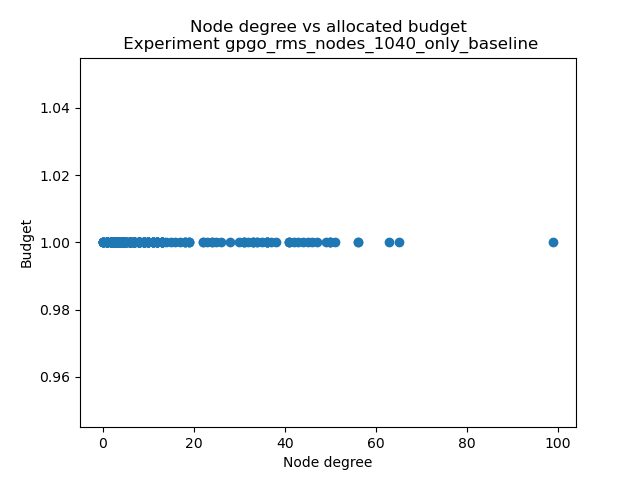 Node degree vs allocated budget
Experiment gpgo_rms_nodes_1040_only_baseline
1.04
1.02
1.00
0.98
0.96
Budget
0
20
40
60
80
100
Node degree